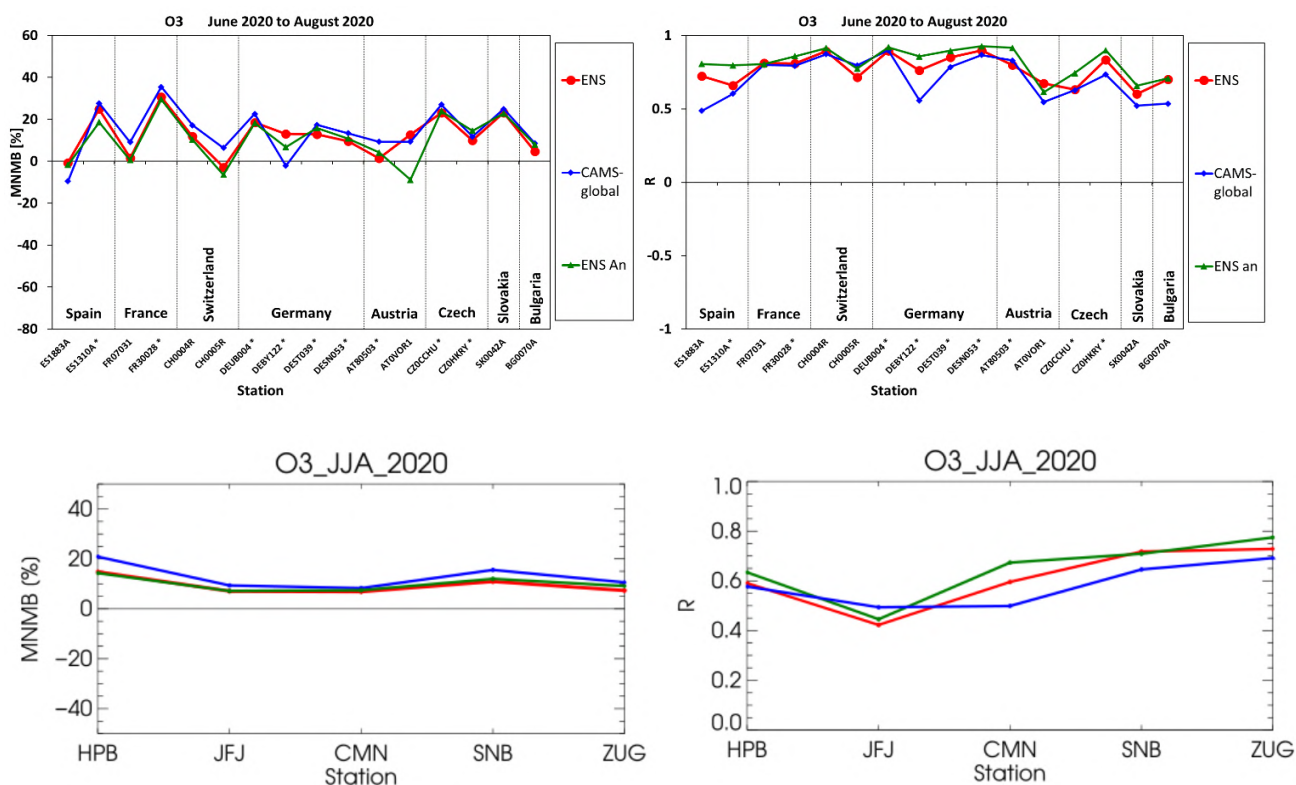 O3 June 2020 to August 2020
60
40
20
0
-20
-40
-60
-80
MNMB [%]
Spain
France
Switzerland
Germany
Austria
Czech
Slovakia
Bulgaria
ES1883A
ES1310A *
FR07031
FR30028 *
CH0004R
CH0005R
DEUB004 *
DEBY122 *
DEST039 *
DESN053 *
AT80503 *
AT0VOR1
CZ0CCHU *
CZ0HKRY *
SK0042A
BG0070A
Station
ENS
CAMS-
global
ENS An
O3 June 2020 to August 2020
1
0.5
0
-0.5
-1
R
Spain
France
Switzerland
Germany
Austria
Czech
Slovakia
Bulgaria
ES1883A
ES1310A *
FR07031
FR30028 *
CH0004R
CH0005R
DEUB004 *
DEBY122 *
DEST039 *
DESN053 *
AT80503 *
AT0VOR1
CZ0CCHU *
CZ0HKRY *
SK0042A
BG0070A
Station
ENS
CAMS-
global
ENS an
O3_JJA_2020
40
20
0
−20
−40
MNMB (%)
HPB JFJ CMN SNB ZUG
Station
O3_JJA_2020
1.0
0.8
0.6
0.4
0.2
0.0
R
HPB JFJ CMN SNB ZUG
Station